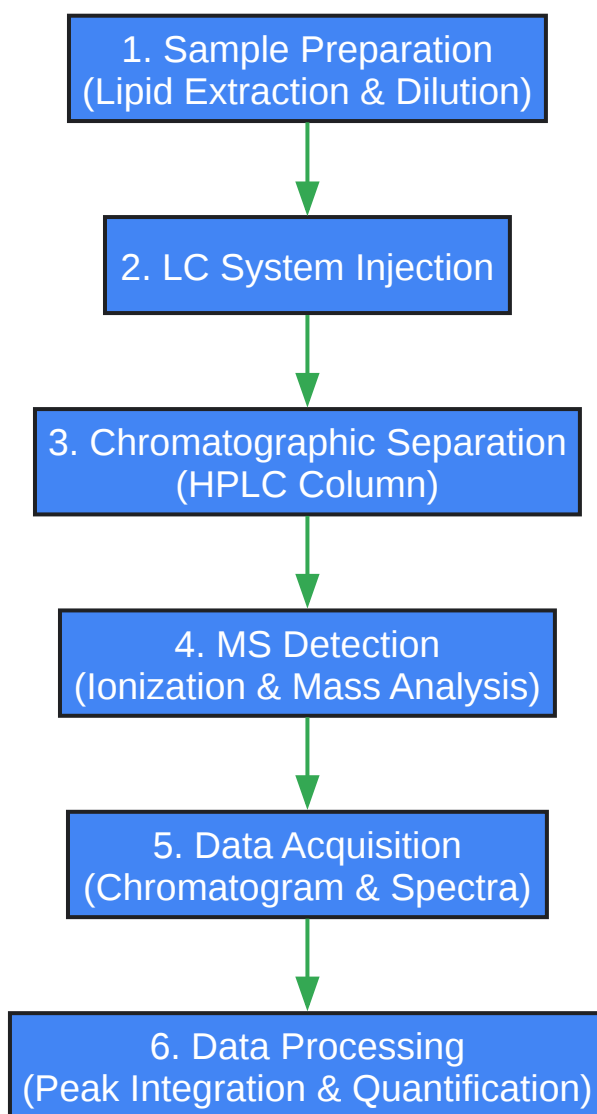 1. Sample Preparation
(Lipid Extraction & Dilution)
2. LC System Injection
3. Chromatographic Separation
(HPLC Column)
4. MS Detection
(Ionization & Mass Analysis)
5. Data Acquisition
(Chromatogram & Spectra)
6. Data Processing
(Peak Integration & Quantification)